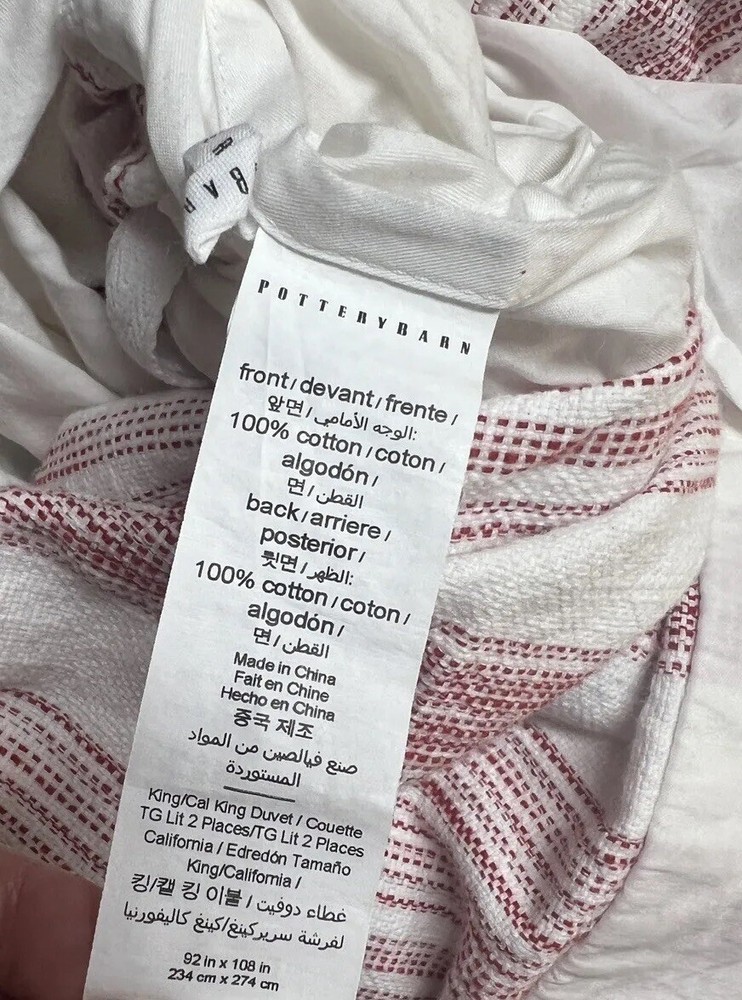 BAR
R
POTTERYBARN
front/devant/frente/
앞면/الوجه الأمامي:
100% cotton/coton/
algodón/
면/القطن
back/arriere/
posterior/
뒷면/الظهر:
100% cotton/coton/
algodón/
면/القطن
Made in China
Fait en Chine
Hecho en China
중국 제조
صنع فيالصين من المواد
المستوردة
King/Cal King Duvet / Couette
TG Lit 2 Places/TG Lit 2 Places
California / Edredón Tamaño
King/California /
킹/캘 킹 이불 / غطاء دوفيت
لفرشة سريركينغ/كينغ كاليفورنيا
92 in x 108 in
234 cm x 274 cm